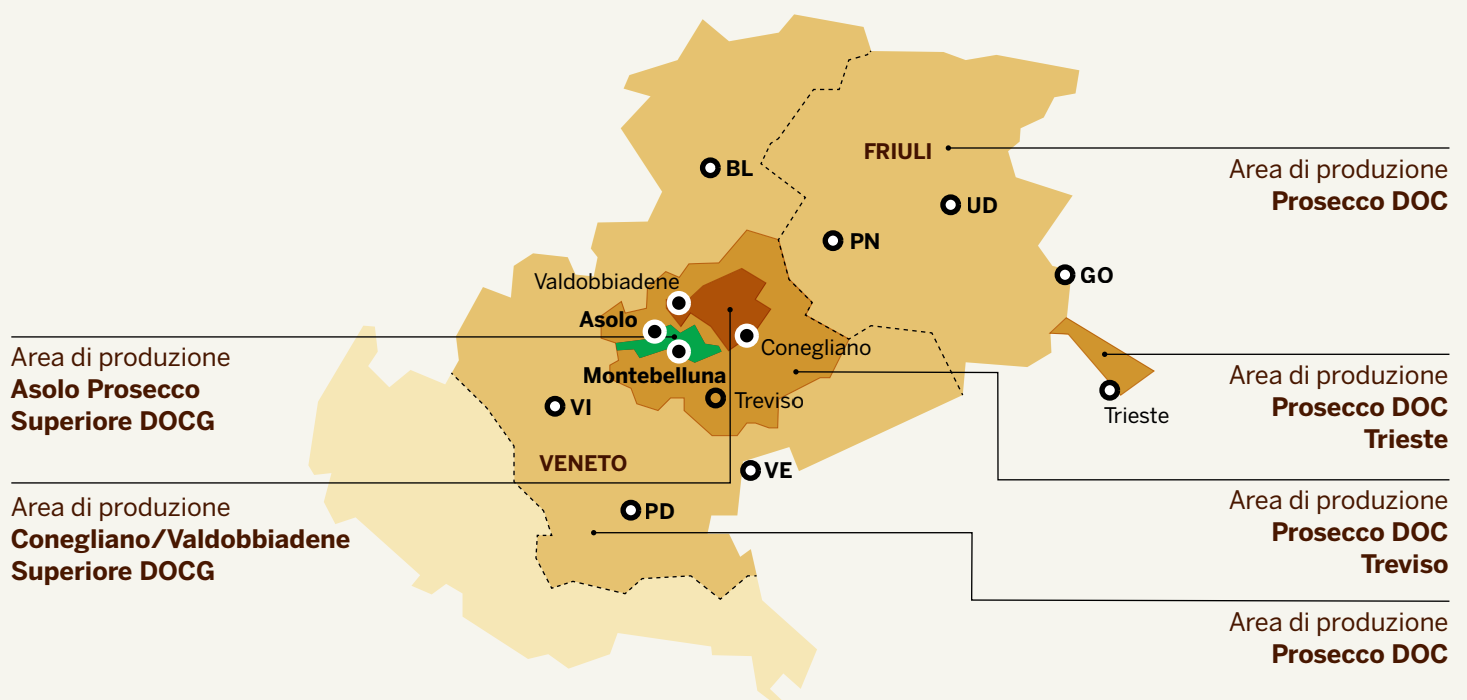 FRIULI
Area di produzione
Prosecco DOC
BL
UD
PN
GO
Valdobbiadene
Asolo
Conegliano
Montebelluna
Area di produzione
Asolo Prosecco
Superiore DOCG
Area di produzione
Prosecco DOC
Trieste
Treviso
Trieste
VI
VENETO
VE
Area di produzione
Conegliano/Valdobbiadene
Superiore DOCG
PD
Area di produzione
Prosecco DOC
Treviso
Area di produzione
Prosecco DOC